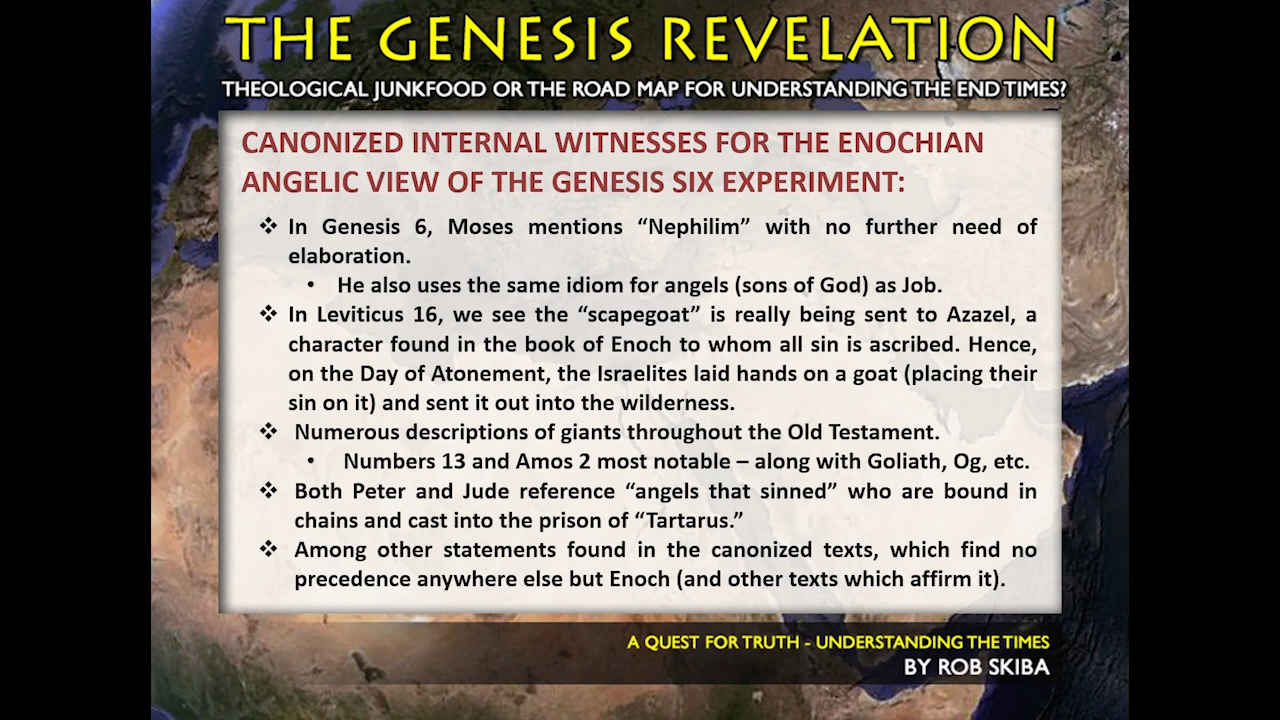 THE GENESIS REVELATION
THEOLOGICAL JUNKFOOD OR THE ROAD MAP FOR UNDERSTANDING THE END TIMES?
CANONIZED INTERNAL WITNESSES FOR THE ENOCHIAN
ANGELIC VIEW OF THE GENESIS SIX EXPERIMENT:
❖ In Genesis 6, Moses mentions “Nephilim” with no further need of
elaboration.
• He also uses the same idiom for angels (sons of God) as Job.
❖ In Leviticus 16, we see the “scapegoat” is really being sent to Azazel, a
character found in the book of Enoch to whom all sin is ascribed. Hence,
on the Day of Atonement, the Israelites laid hands on a goat (placing their
sin on it) and sent it out into the wilderness.
❖ Numerous descriptions of giants throughout the Old Testament.
• Numbers 13 and Amos 2 most notable – along with Goliath, Og, etc.
❖ Both Peter and Jude reference “angels that sinned” who are bound in
chains and cast into the prison of “Tartarus.”
❖ Among other statements found in the canonized texts, which find no
precedence anywhere else but Enoch (and other texts which affirm it).
A QUEST FOR TRUTH - UNDERSTANDING THE TIMES
BY ROB SKIBA